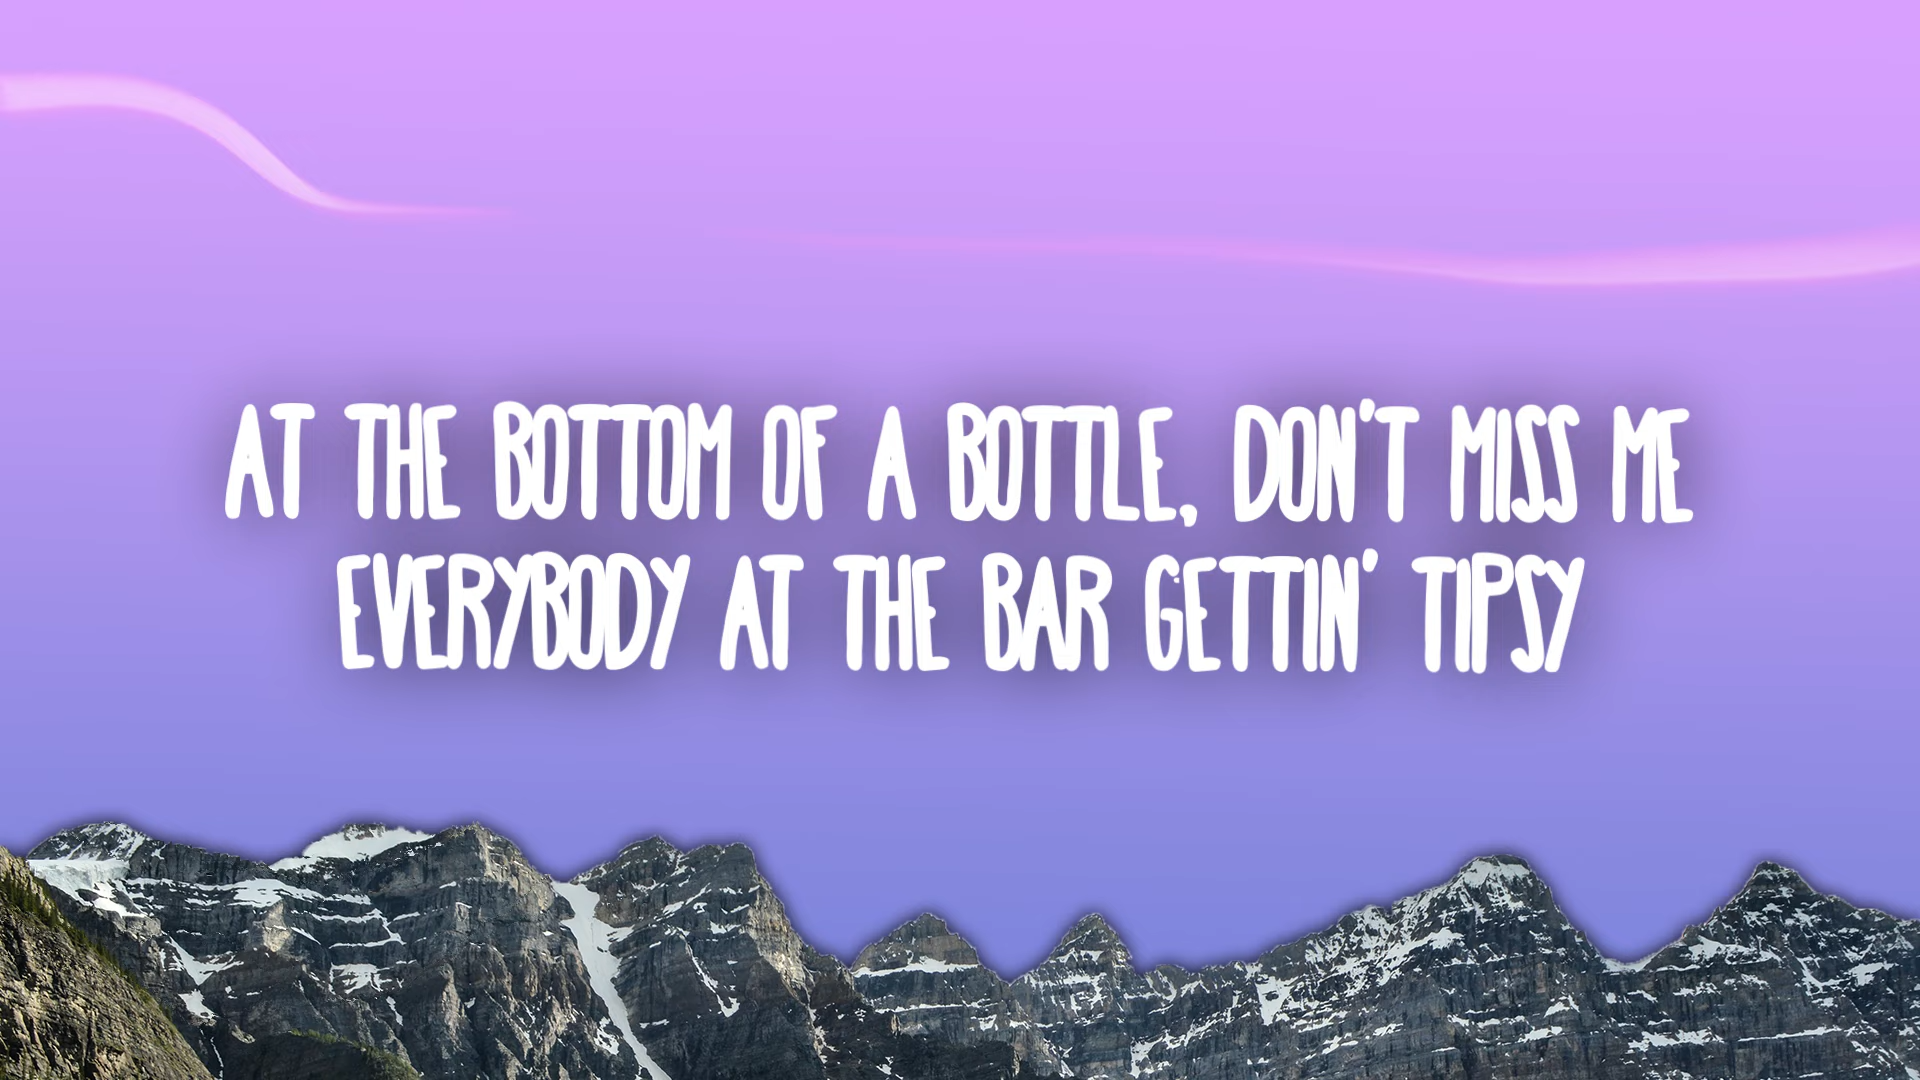 AT THE BOTTOM OF A BOTTLE, DON'T MISS ME
EVERYBODY AT THE BAR GETTIN' TIPSY